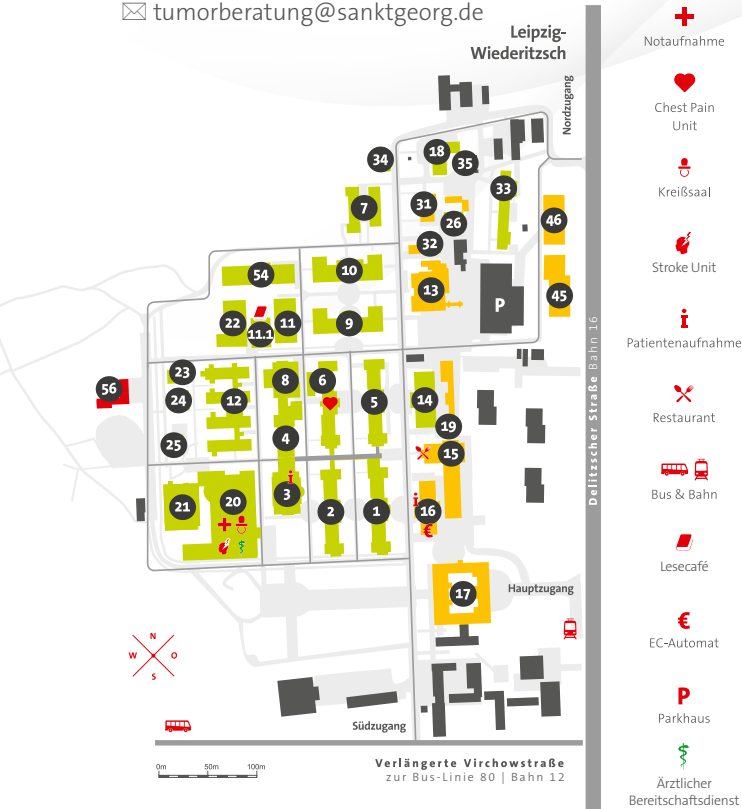 tumorberatung@sanktgeorg.de
Leipzig-
Wiederitzsch
Nordzugang
34
18
35
33
7
31
26
46
32
54
10
13
P
45
22
11.1
11
9
23
8
6
56
24
12
5
14
25
4
19
15
21
20
3
2
1
16
€
17
Hauptzugang
N
W O
S
Südzugang
0m 50m 100m
Verlängerte Virchowstraße
zur Bus-Linie 80 | Bahn 12
Delitzscher Straße Bahn 16
Notaufnahme
Chest Pain
Unit
Kreißsaal
Stroke Unit
Patientenaufnahme
Restaurant
Bus & Bahn
Lesecafé
€
EC-Automat
P
Parkhaus
Ärztlicher
Bereitschaftsdienst